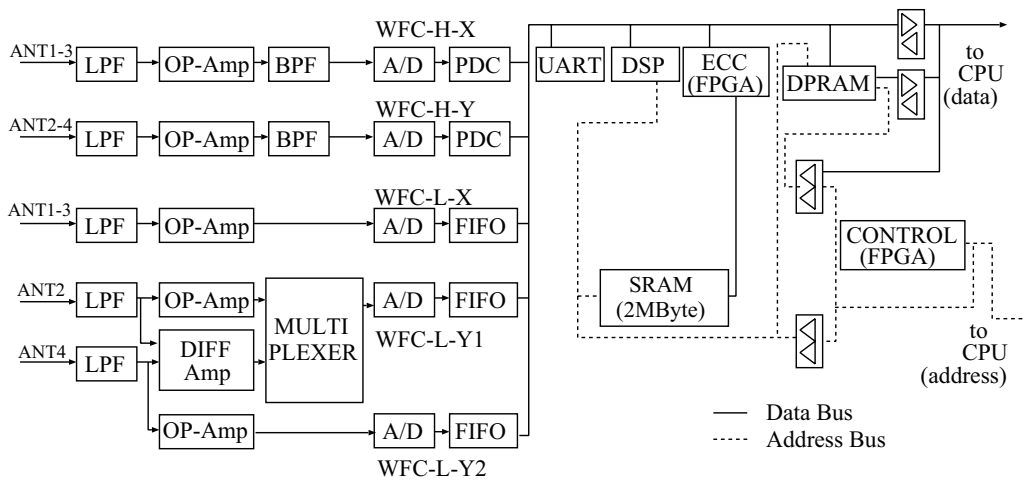 WFC-H-X
ANT1-3
LPF
OP-Amp
BPF
A/D
PDC
UART
DSP
ECC
(FPGA)
DPRAM
to
CPU
(data)
WFC-H-Y
ANT2-4
LPF
OP-Amp
BPF
A/D
PDC
WFC-L-X
ANT1-3
LPF
OP-Amp
A/D
FIFO
CONTROL
(FPGA)
ANT2
LPF
OP-Amp
MULTI
PLEXER
A/D
FIFO
WFC-L-Y1
SRAM
(2MByte)
ANT4
LPF
DIFF
Amp
to
CPU
(address)
OP-Amp
A/D
FIFO
WFC-L-Y2
Data Bus
Address Bus